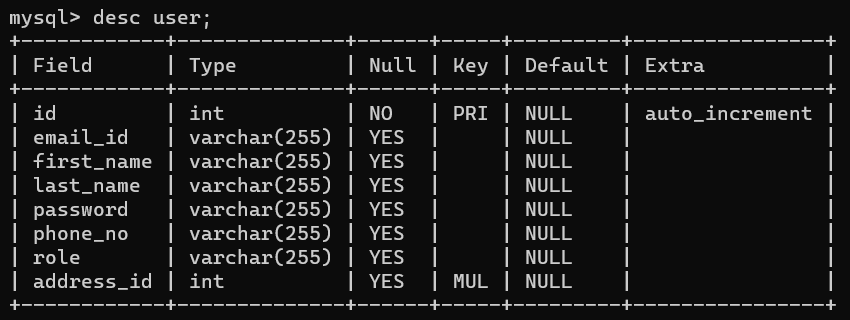 mysql> desc user;
+------------+--------------+------+-----+---------+----------------+
| Field      | Type         | Null | Key | Default | Extra          |
+------------+--------------+------+-----+---------+----------------+
| id         | int          | NO   | PRI | NULL    | auto_increment |
| email_id   | varchar(255) | YES  |     | NULL    |                |
| first_name | varchar(255) | YES  |     | NULL    |                |
| last_name  | varchar(255) | YES  |     | NULL    |                |
| password   | varchar(255) | YES  |     | NULL    |                |
| phone_no   | varchar(255) | YES  |     | NULL    |                |
| role       | varchar(255) | YES  |     | NULL    |                |
| address_id | int          | YES  | MUL | NULL    |                |
+------------+--------------+------+-----+---------+----------------+